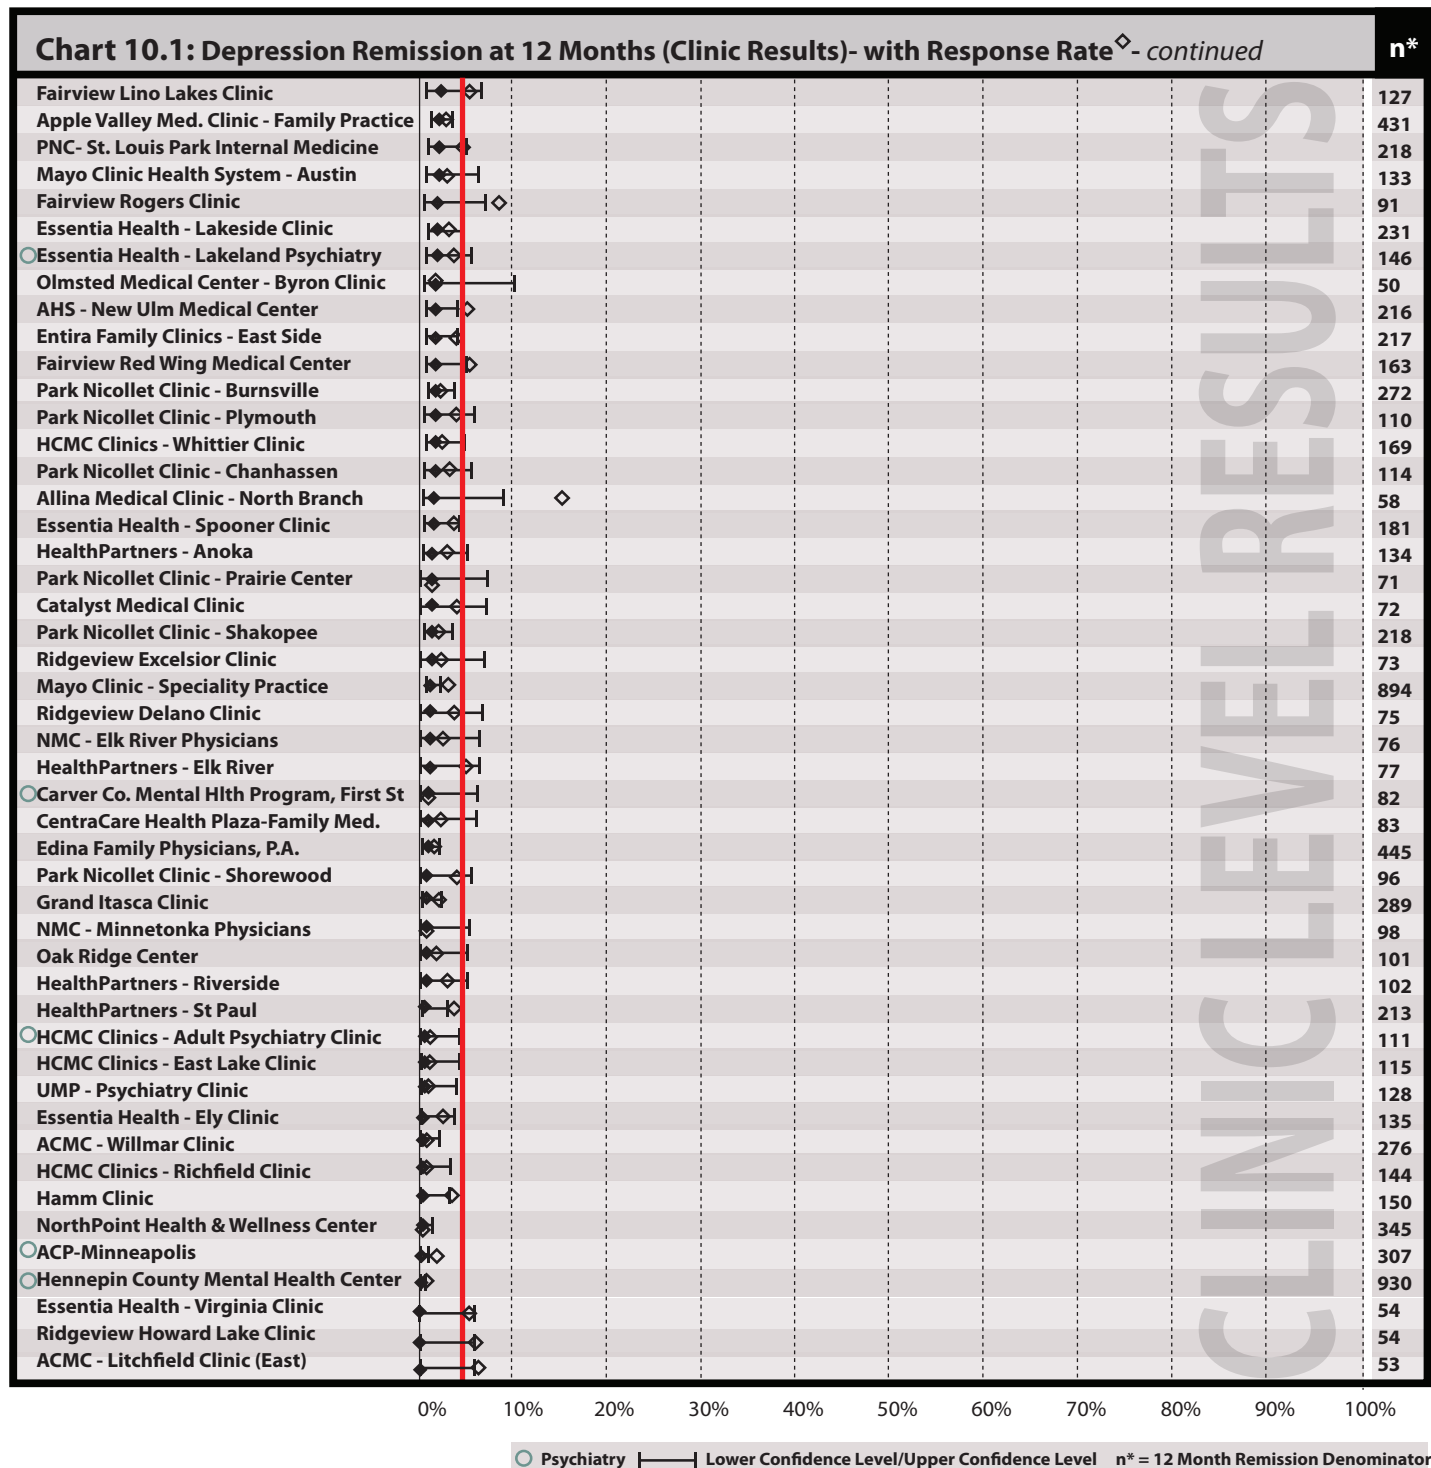 Chart 10.1: Depression Remission at 12 Months (Clinic Results)- with Response Rate◇- continued n*
Fairview Lino Lakes Clinic 127
Apple Valley Med. Clinic - Family Practice 431
PNC- St. Louis Park Internal Medicine 218
Mayo Clinic Health System - Austin 133
Fairview Rogers Clinic 91
Essentia Health - Lakeside Clinic 231
Essentia Health - Lakeland Psychiatry 146
Olmsted Medical Center - Byron Clinic 50
AHS - New Ulm Medical Center 216
Entira Family Clinics - East Side 217
Fairview Red Wing Medical Center 163
Park Nicollet Clinic - Burnsville 272
Park Nicollet Clinic - Plymouth 110
HCMC Clinics - Whittier Clinic 169
Park Nicollet Clinic - Chanhassen 114
Allina Medical Clinic - North Branch 58
Essentia Health - Spooner Clinic 181
HealthPartners - Anoka 134
Park Nicollet Clinic - Prairie Center 71
Catalyst Medical Clinic 72
Park Nicollet Clinic - Shakopee 218
Ridgeview Excelsior Clinic 73
Mayo Clinic - Speciality Practice 894
Ridgeview Delano Clinic 75
NMC - Elk River Physicians 76
HealthPartners - Elk River 77
Carver Co. Mental Hlth Program, First St 82
CentraCare Health Plaza-Family Med. 83
Edina Family Physicians, P.A. 445
Park Nicollet Clinic - Shorewood 96
Grand Itasca Clinic 289
NMC - Minnetonka Physicians 98
Oak Ridge Center 101
HealthPartners - Riverside 102
HealthPartners - St Paul 213
HCMC Clinics - Adult Psychiatry Clinic 111
HCMC Clinics - East Lake Clinic 115
UMP - Psychiatry Clinic 128
Essentia Health - Ely Clinic 135
ACMC - Willmar Clinic 276
HCMC Clinics - Richfield Clinic 144
Hamm Clinic 150
NorthPoint Health & Wellness Center 345
ACP-Minneapolis 307
Hennepin County Mental Health Center 930
Essentia Health - Virginia Clinic 54
Ridgeview Howard Lake Clinic 54
ACMC - Litchfield Clinic (East) 53
CLINIC LEVEL RESULTS
0% 10% 20% 30% 40% 50% 60% 70% 80% 90% 100%
Psychiatry Lower Confidence Level/Upper Confidence Level n* = 12 Month Remission Denominator